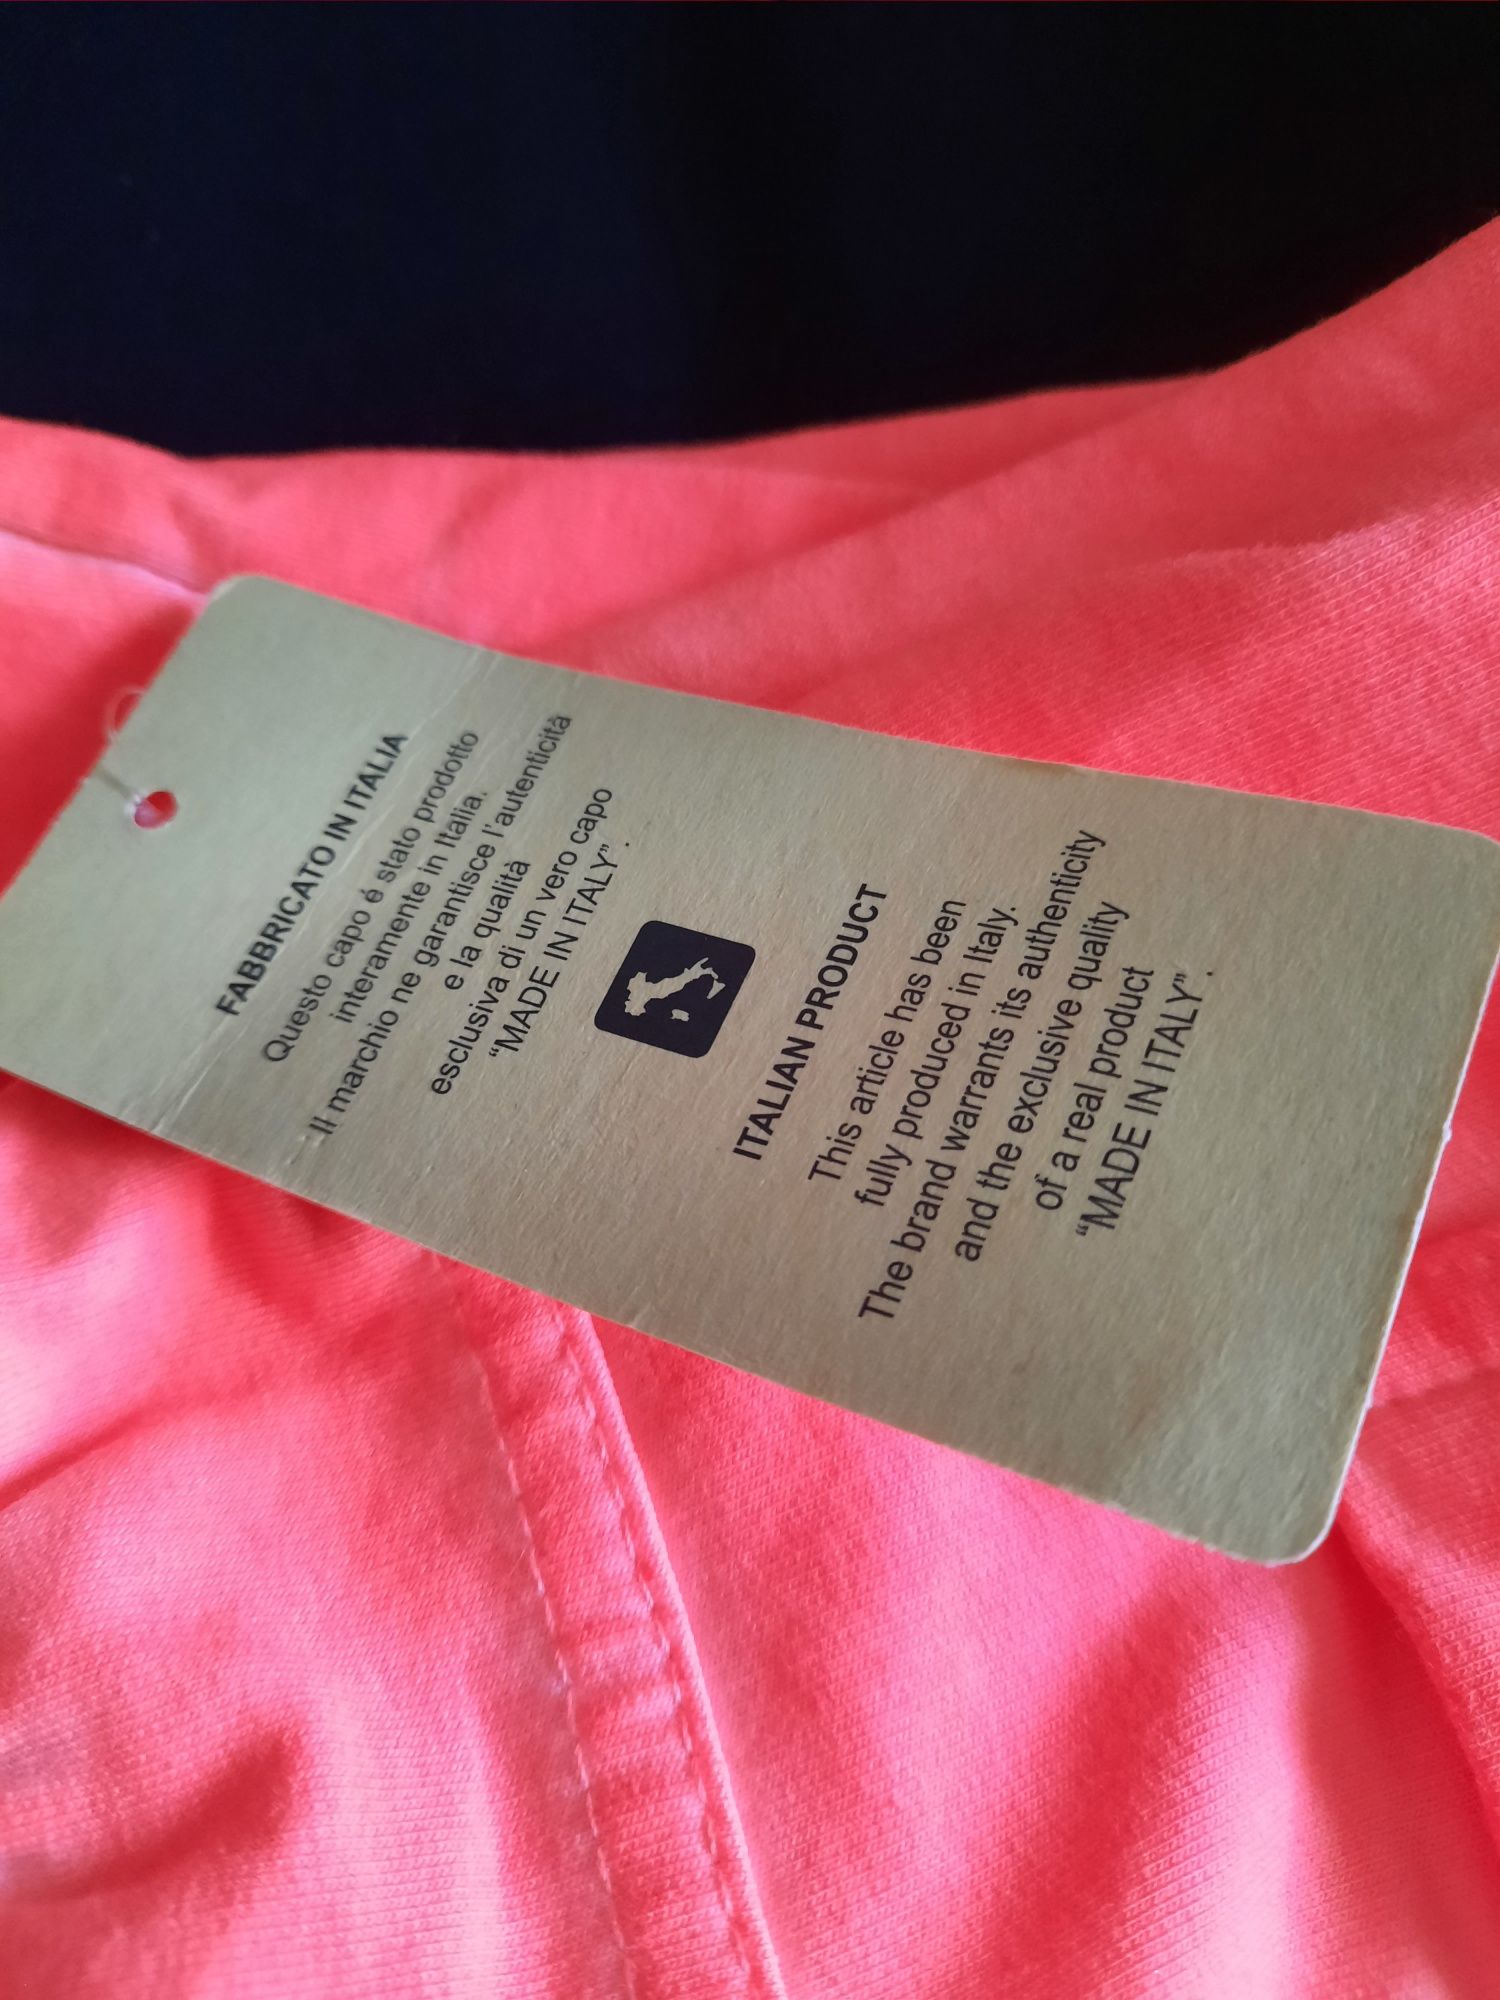 FABBRICATO IN ITALIA
Questo capo é stato prodotto
interamente in Italia.
Il marchio ne garantisce l'autenticità
e la qualità
esclusiva di un vero capo
“MADE IN ITALY”.
ITALIAN PRODUCT
This article has been
fully produced in Italy.
The brand warrants its authenticity
and the exclusive quality
of a real product
“MADE IN ITALY”.